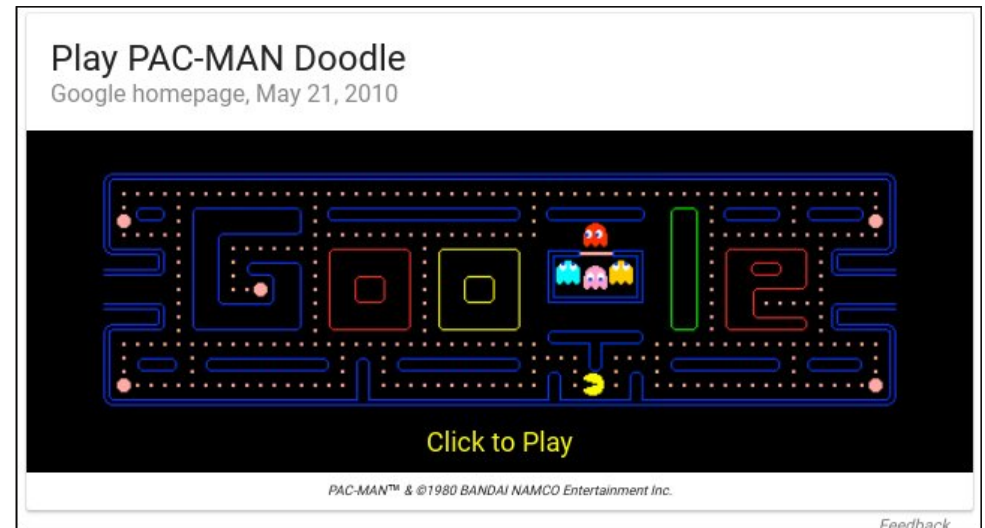 Play PAC-MAN Doodle
Google homepage, May 21, 2010
Click to Play
PAC-MAN™ & ©1980 BANDAI NAMCO Entertainment Inc.
Feedback